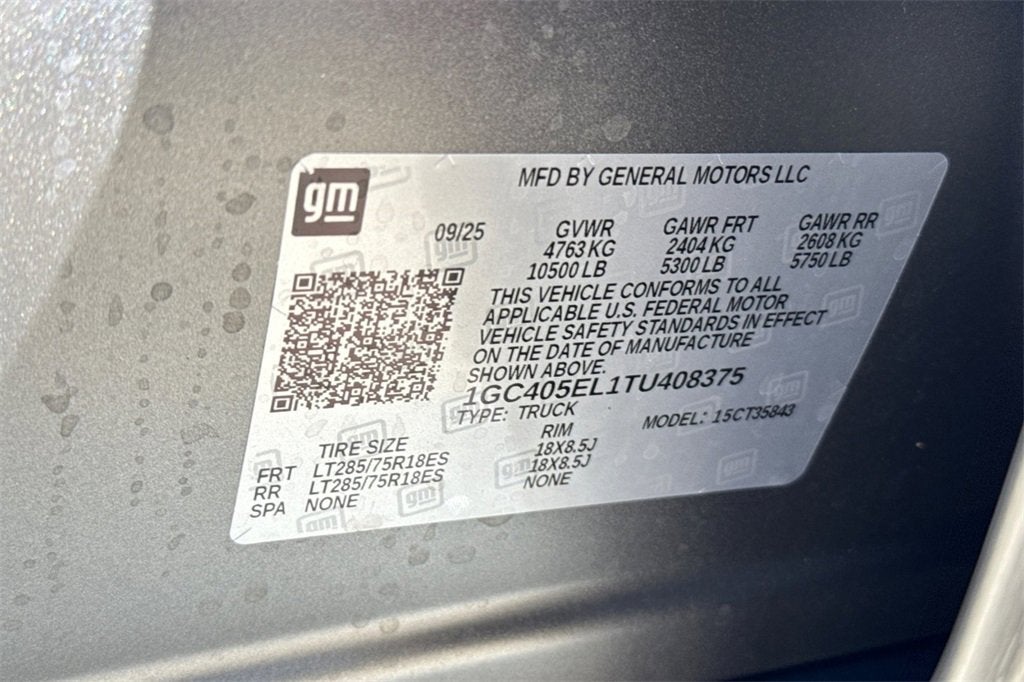 gm
MFD BY GENERAL MOTORS LLC
09/25 GVWR GAWR FRT GAWR RR
4763 KG 2404 KG 2608 KG
10500 LB 5300 LB 5750 LB
THIS VEHICLE CONFORMS TO ALL
APPLICABLE U.S. FEDERAL MOTOR
VEHICLE SAFETY STANDARDS IN EFFECT
ON THE DATE OF MANUFACTURE
SHOWN ABOVE.
1GC405EL1TU408375
TYPE: TRUCK MODEL: 15CT35843
TIRE SIZE RIM
FRT LT285/75R18ES 18X8.5J
RR LT285/75R18ES 18X8.5J
SPA NONE NONE